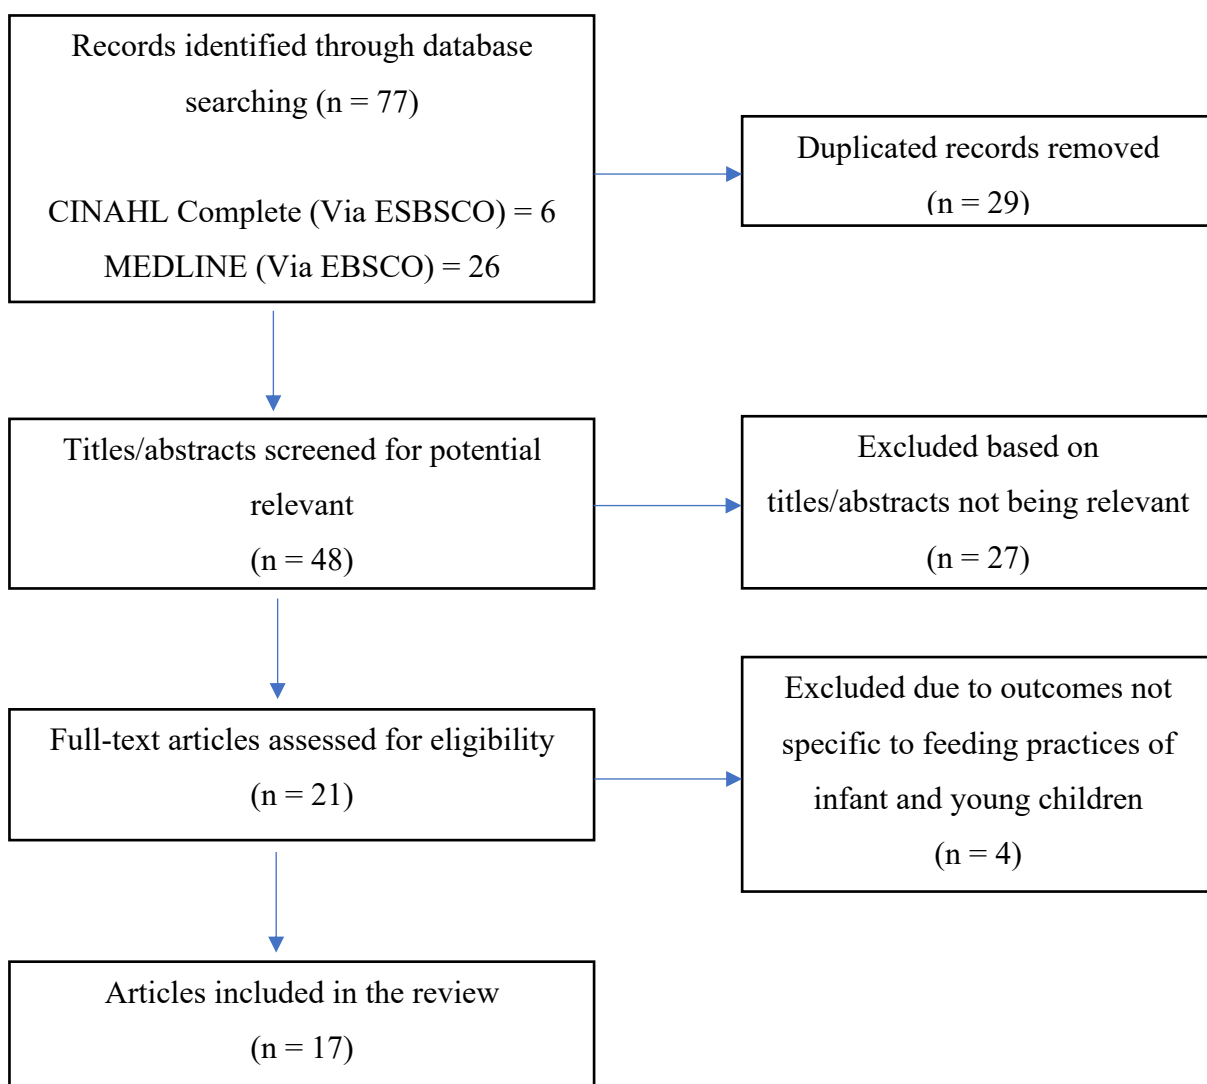 Records identified through database
searching (n = 77)
CINAHL Complete (Via ESBSCO) = 6
MEDLINE (Via EBSCO) = 26
Duplicated records removed
(n = 29)
Titles/abstracts screened for potential
relevant
(n = 48)
Excluded based on
titles/abstracts not being relevant
(n = 27)
Full-text articles assessed for eligibility
(n = 21)
Excluded due to outcomes not
specific to feeding practices of
infant and young children
(n = 4)
Articles included in the review
(n = 17)